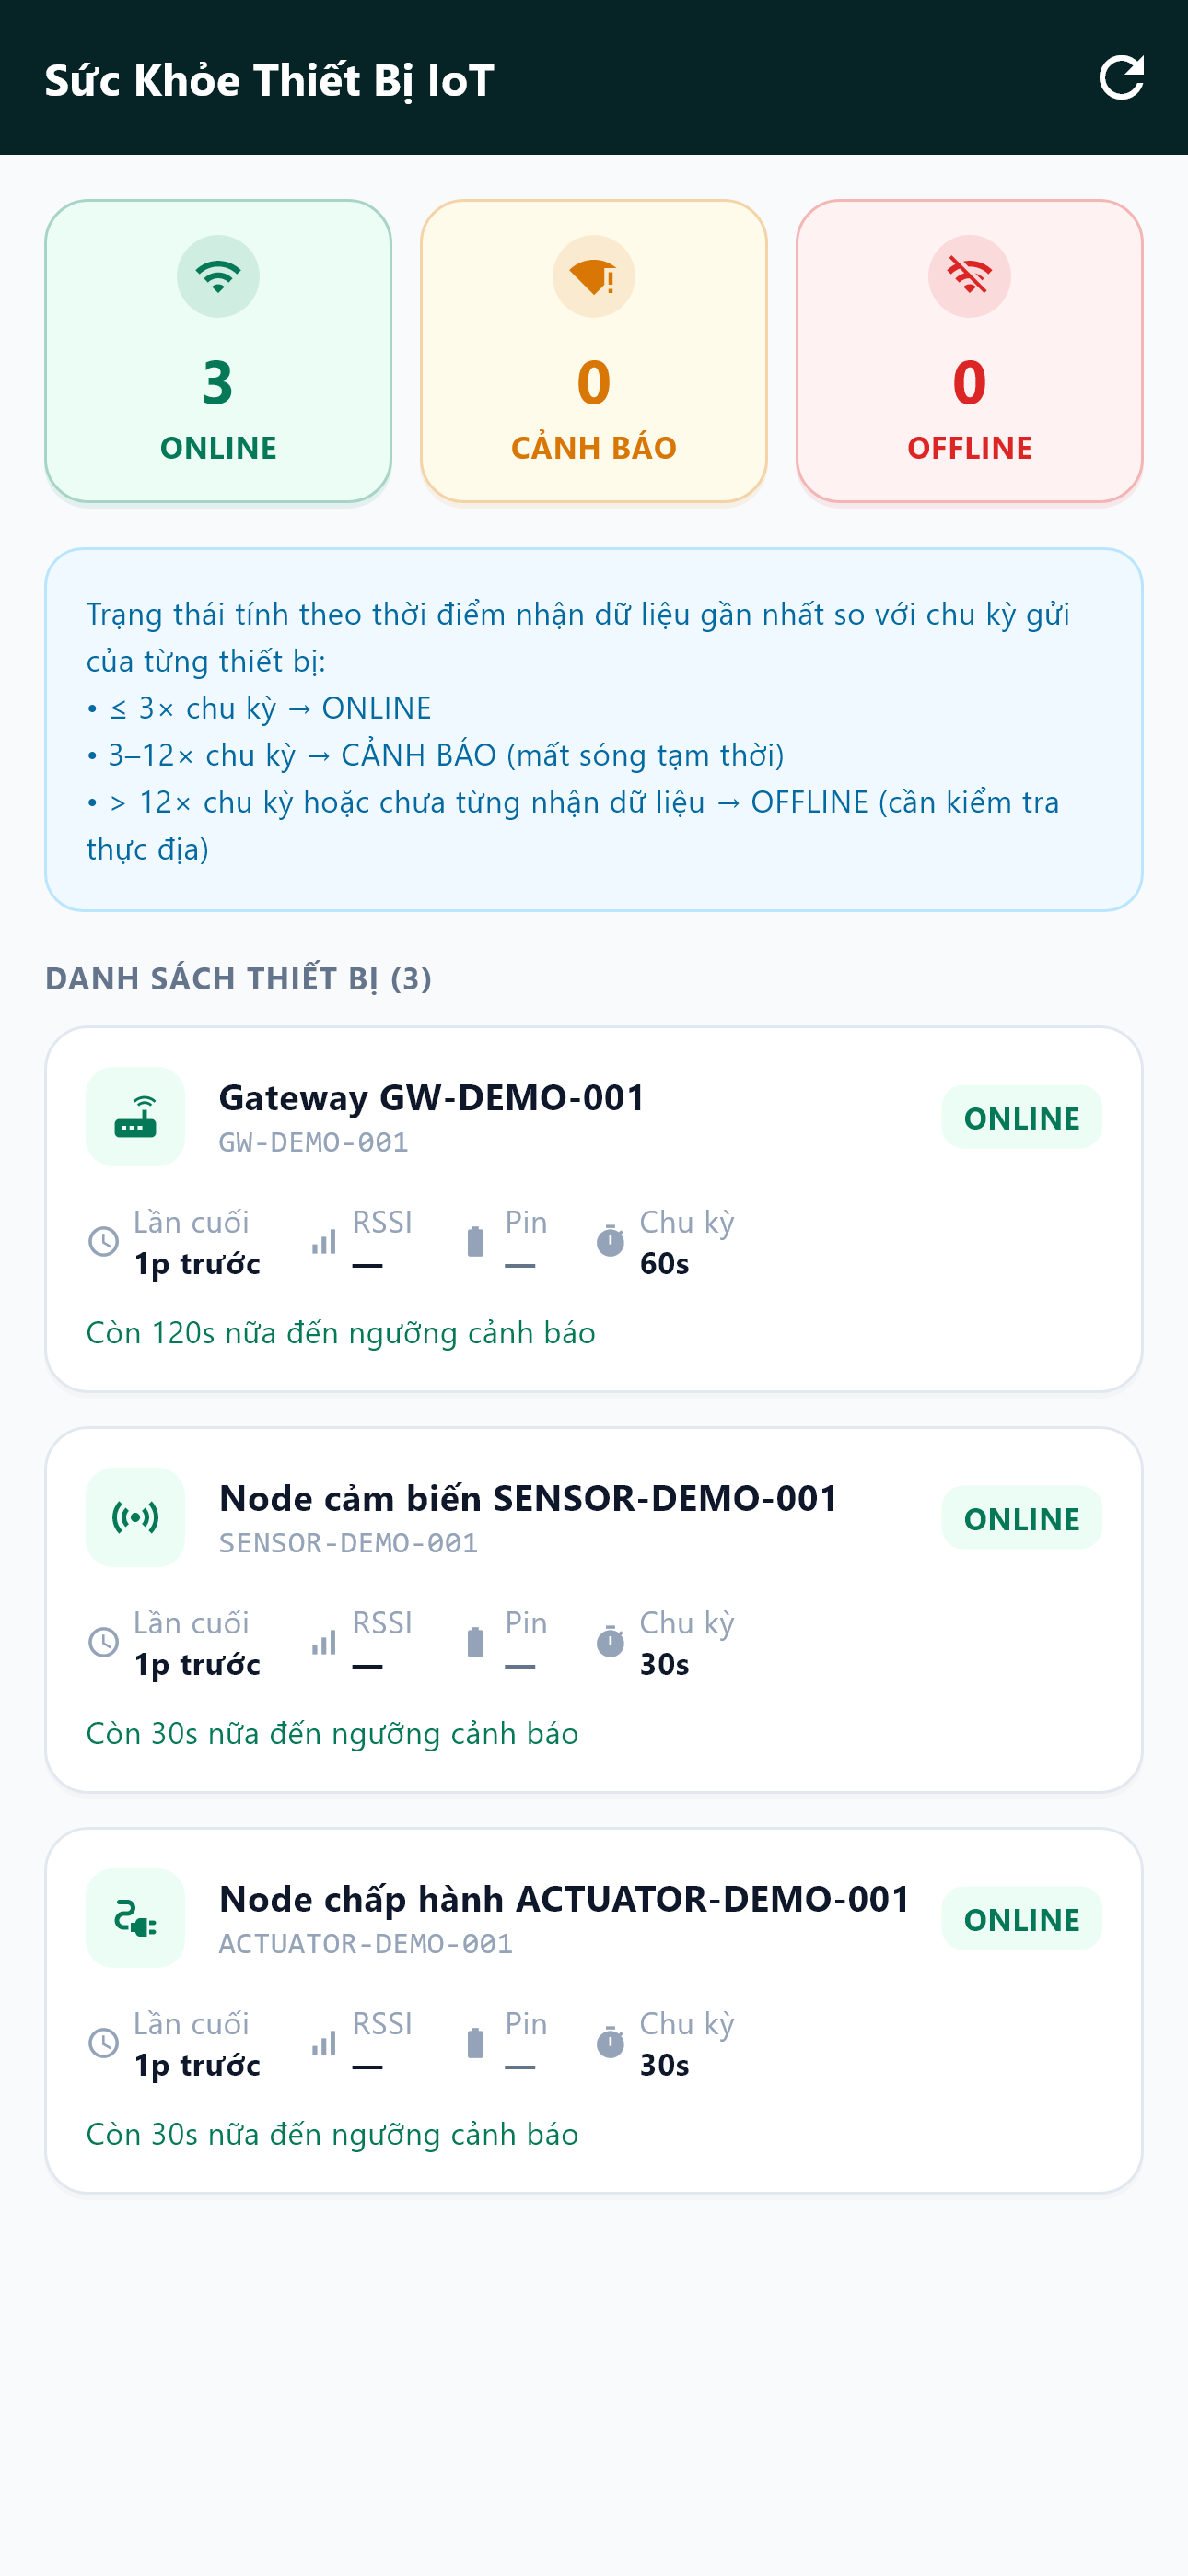 Sức Khỏe Thiết Bị IoT
3
ONLINE
0
CẢNH BÁO
0
OFFLINE
Trạng thái tính theo thời điểm nhận dữ liệu gần nhất so với chu kỳ gửi
của từng thiết bị:
• ≤ 3× chu kỳ → ONLINE
• 3–12× chu kỳ → CẢNH BÁO (mất sóng tạm thời)
• > 12× chu kỳ hoặc chưa từng nhận dữ liệu → OFFLINE (cần kiểm tra
thực địa)
DANH SÁCH THIẾT BỊ (3)
Gateway GW-DEMO-001
GW-DEMO-001
ONLINE
Lần cuối
1p trước
RSSI
—
Pin
—
Chu kỳ
60s
Còn 120s nữa đến ngưỡng cảnh báo
Node cảm biến SENSOR-DEMO-001
SENSOR-DEMO-001
ONLINE
Lần cuối
1p trước
RSSI
—
Pin
—
Chu kỳ
30s
Còn 30s nữa đến ngưỡng cảnh báo
Node chấp hành ACTUATOR-DEMO-001
ACTUATOR-DEMO-001
ONLINE
Lần cuối
1p trước
RSSI
—
Pin
—
Chu kỳ
30s
Còn 30s nữa đến ngưỡng cảnh báo